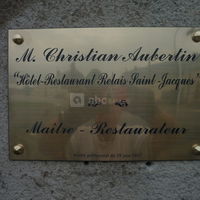 M. Christian Aubertin
"Hôtel-Restaurant Relais Saint-Jacques"
Maître - Restaurateur